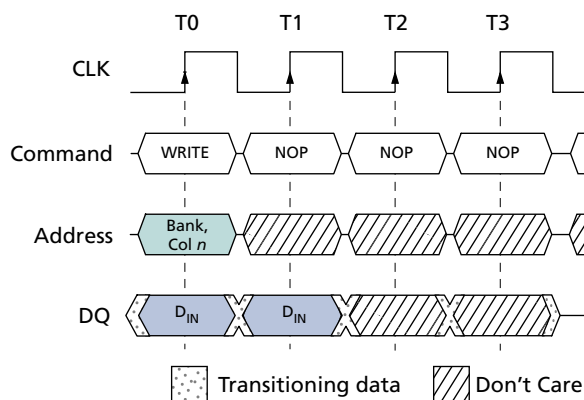 T0 T1 T2 T3
CLK
Command WRITE NOP NOP NOP
Address Bank,
Col n
DQ DIN DIN
Transitioning data Don't Care